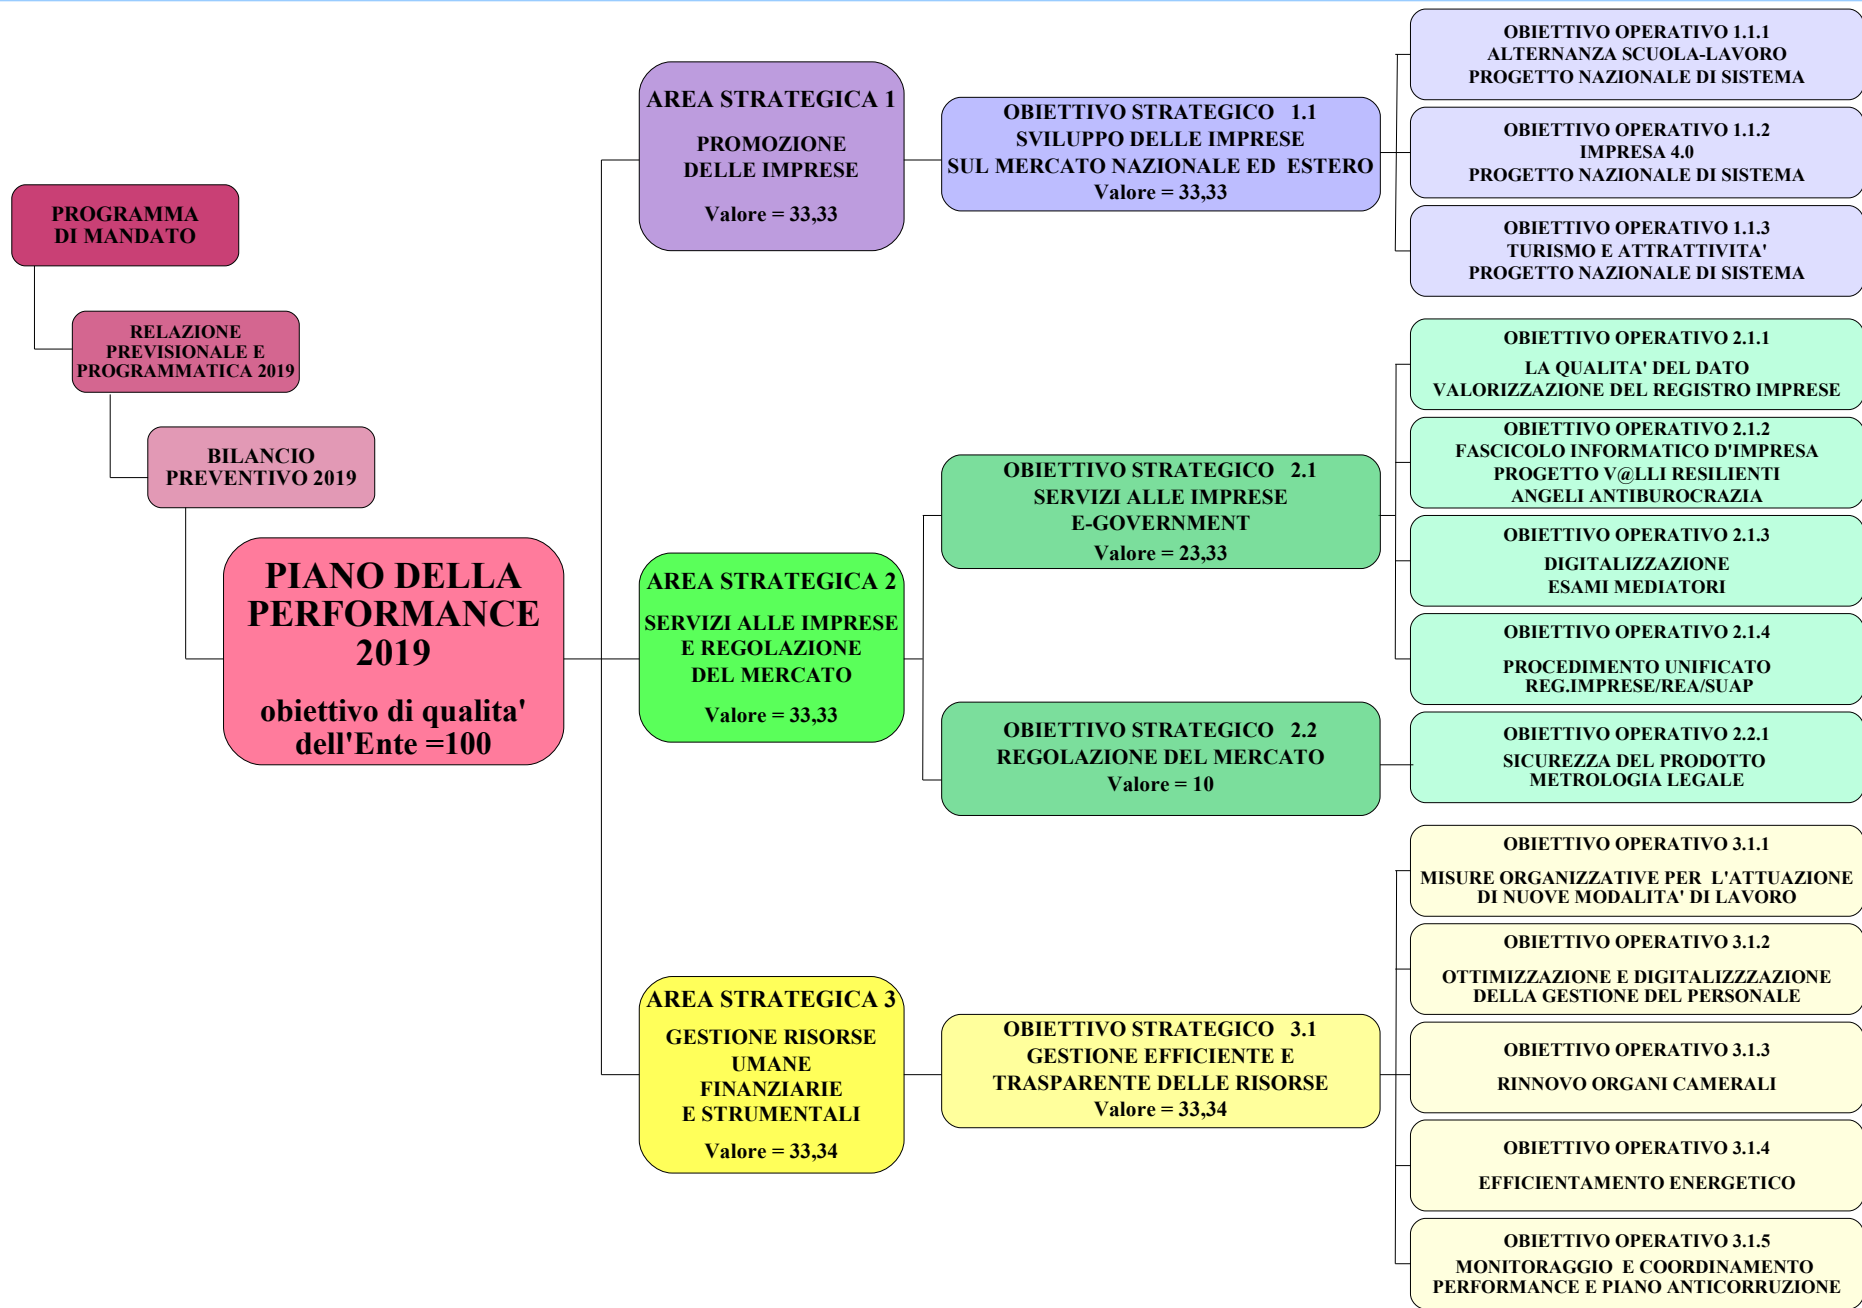 PROGRAMMA
DI MANDATO
RELAZIONE
PREVISIONALE E
PROGRAMMATICA 2019
BILANCIO
PREVENTIVO 2019
PIANO DELLA
PERFORMANCE
2019
obiettivo di qualita'
dell'Ente =100
AREA STRATEGICA 1
PROMOZIONE
DELLE IMPRESE
Valore = 33,33
OBIETTIVO STRATEGICO 1.1
SVILUPPO DELLE IMPRESE
SUL MERCATO NAZIONALE ED ESTERO
Valore = 33,33
OBIETTIVO OPERATIVO 1.1.1
ALTERNANZA SCUOLA-LAVORO
PROGETTO NAZIONALE DI SISTEMA
OBIETTIVO OPERATIVO 1.1.2
IMPRESA 4.0
PROGETTO NAZIONALE DI SISTEMA
OBIETTIVO OPERATIVO 1.1.3
TURISMO E ATTRATTIVITA'
PROGETTO NAZIONALE DI SISTEMA
AREA STRATEGICA 2
SERVIZI ALLE IMPRESE
E REGOLAZIONE
DEL MERCATO
Valore = 33,33
OBIETTIVO STRATEGICO 2.1
SERVIZI ALLE IMPRESE
E-GOVERNMENT
Valore = 23,33
OBIETTIVO OPERATIVO 2.1.1
LA QUALITA' DEL DATO
VALORIZZAZIONE DEL REGISTRO IMPRESE
OBIETTIVO OPERATIVO 2.1.2
FASCICOLO INFORMATICO D'IMPRESA
PROGETTO V@LLI RESILIENTI
ANGELI ANTIBUROCRAZIA
OBIETTIVO OPERATIVO 2.1.3
DIGITALIZZAZIONE
ESAMI MEDIATORI
OBIETTIVO OPERATIVO 2.1.4
PROCEDIMENTO UNIFICATO
REG.IMPRESE/REA/SUAP
OBIETTIVO STRATEGICO 2.2
REGOLAZIONE DEL MERCATO
Valore = 10
OBIETTIVO OPERATIVO 2.2.1
SICUREZZA DEL PRODOTTO
METROLOGIA LEGALE
AREA STRATEGICA 3
GESTIONE RISORSE
UMANE
FINANZIARIE
E STRUMENTALI
Valore = 33,34
OBIETTIVO STRATEGICO 3.1
GESTIONE EFFICIENTE E
TRASPARENTE DELLE RISORSE
Valore = 33,34
OBIETTIVO OPERATIVO 3.1.1
MISURE ORGANIZZATIVE PER L'ATTUAZIONE
DI NUOVE MODALITA' DI LAVORO
OBIETTIVO OPERATIVO 3.1.2
OTTIMIZZAZIONE E DIGITALIZZZAZIONE
DELLA GESTIONE DEL PERSONALE
OBIETTIVO OPERATIVO 3.1.3
RINNOVO ORGANI CAMERALI
OBIETTIVO OPERATIVO 3.1.4
EFFICIENTAMENTO ENERGETICO
OBIETTIVO OPERATIVO 3.1.5
MONITORAGGIO E COORDINAMENTO
PERFORMANCE E PIANO ANTICORRUZIONE